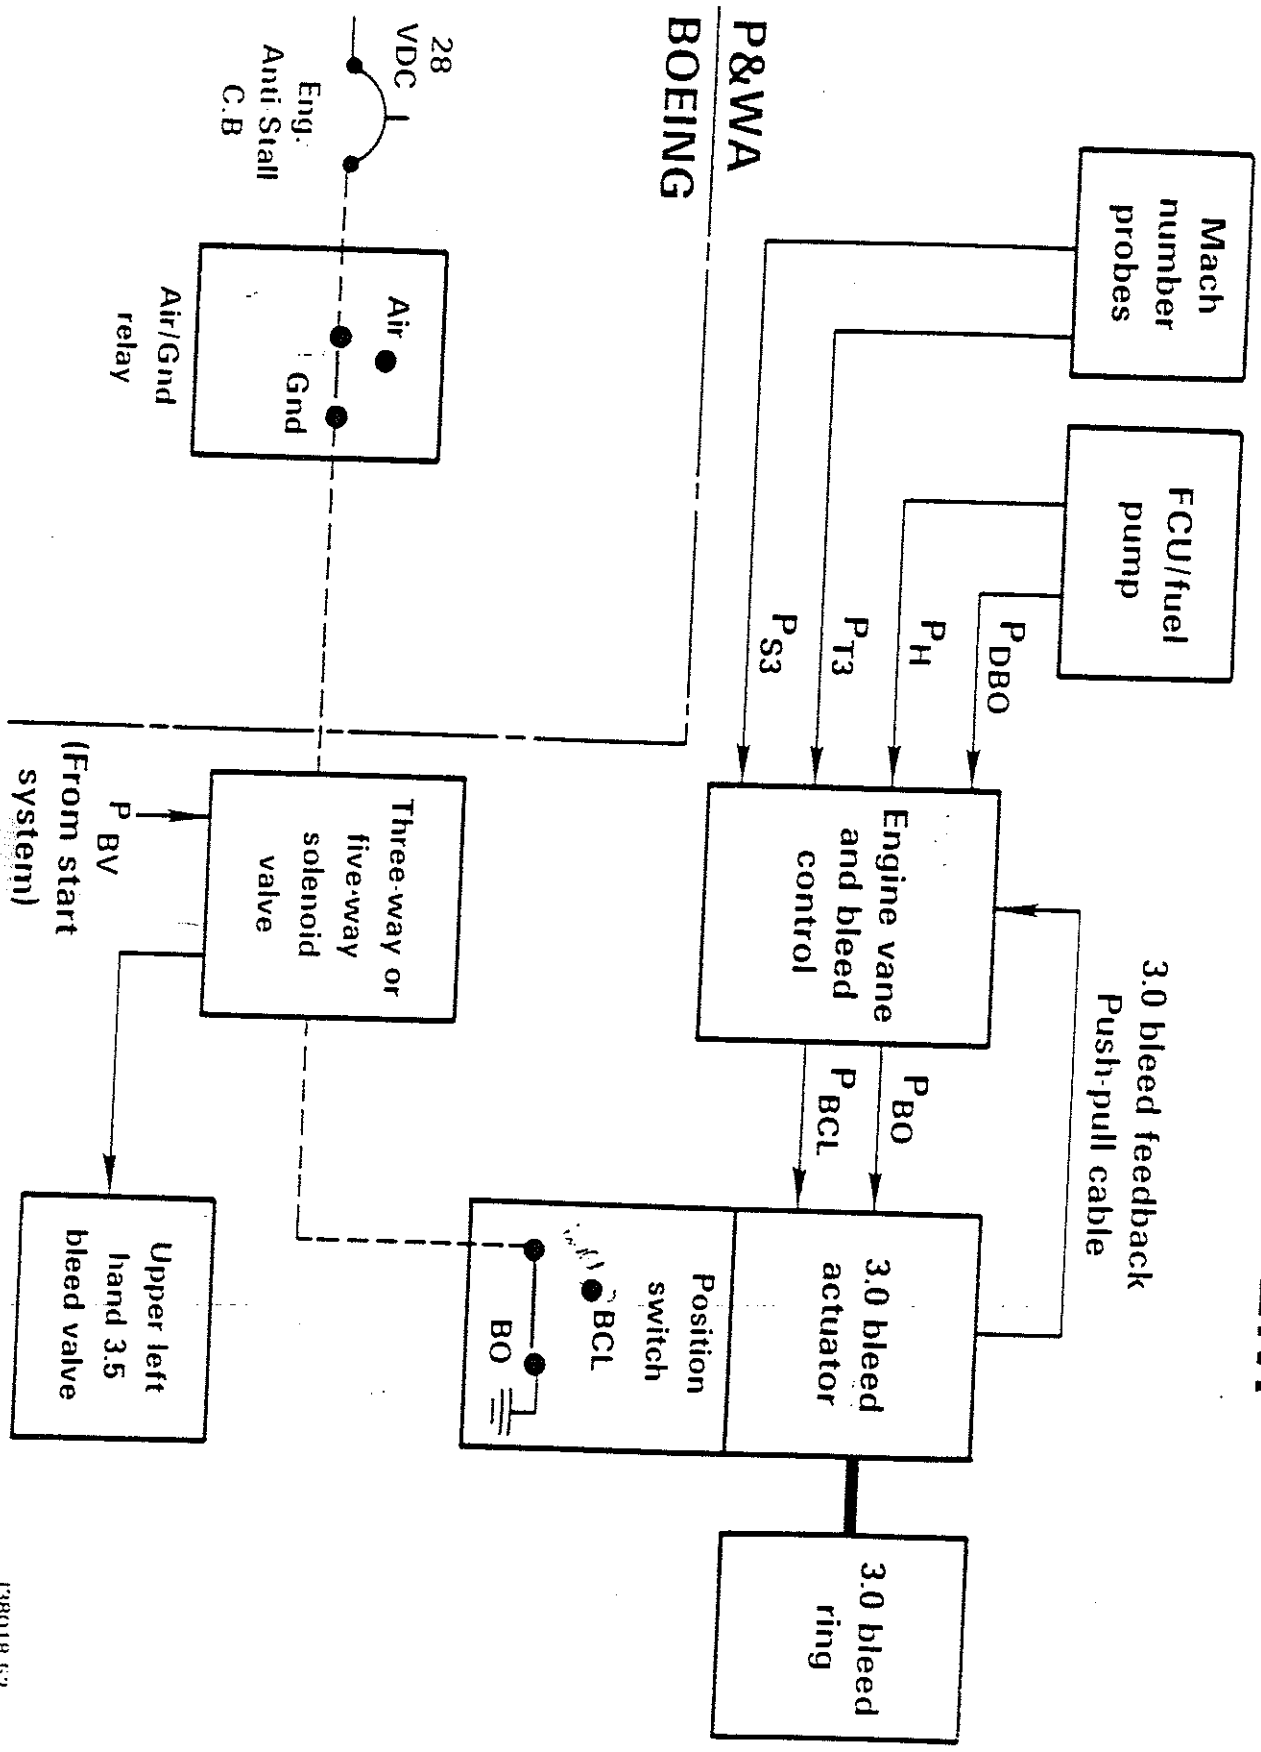 Mach
number
probes
FCU/fuel
pump
P DBO
P H
P T3
P S3
3.0 bleed feedback
Push-pull cable
Engine vane
and bleed
control
P BO
P BCL
3.0 bleed
actuator
Position
switch
BCL
BO
3.0 bleed
ring
P&WA
BOEING
28
VDC
Eng.
Anti-Stall
C.B
Air
Gnd
Air/Gnd
relay
Three-way or
five-way
solenoid
valve
P BV
(From start
system)
Upper left
hand 3.5
bleed valve